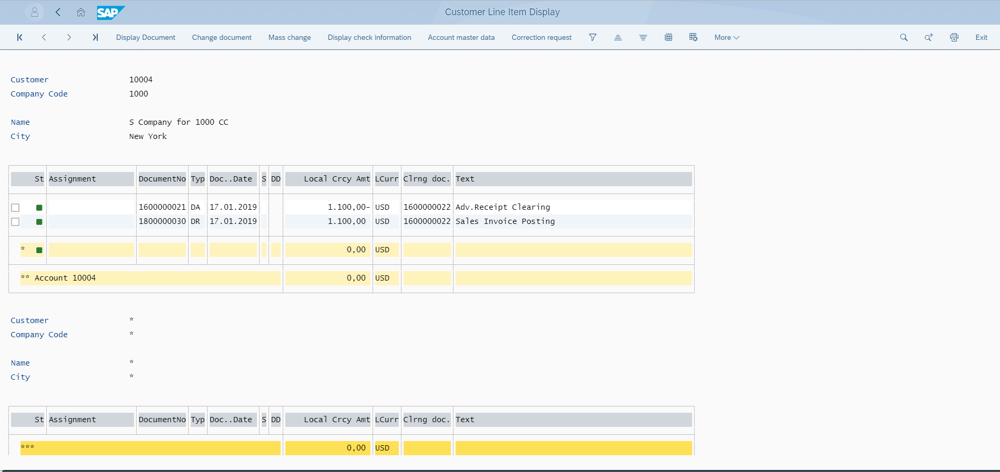 SAP Customer Line Item Display
Display Document Change document Mass change Display check information Account master data Correction request More Exit
Customer 10004
Company Code 1000
Name S Company for 1000 CC
City New York
St Assignment DocumentNo Typ Doc..Date S DD Local Crcy Amt LCurr Clrng doc. Text
1600000021 DA 17.01.2019 1.100,00- USD 1600000022 Adv.Receipt Clearing
1800000030 DR 17.01.2019 1.100,00 USD 1600000022 Sales Invoice Posting
* 0,00 USD
** Account 10004 0,00 USD
Customer *
Company Code *
Name *
City *
St Assignment DocumentNo Typ Doc..Date S DD Local Crcy Amt LCurr Clrng doc. Text
*** 0,00 USD